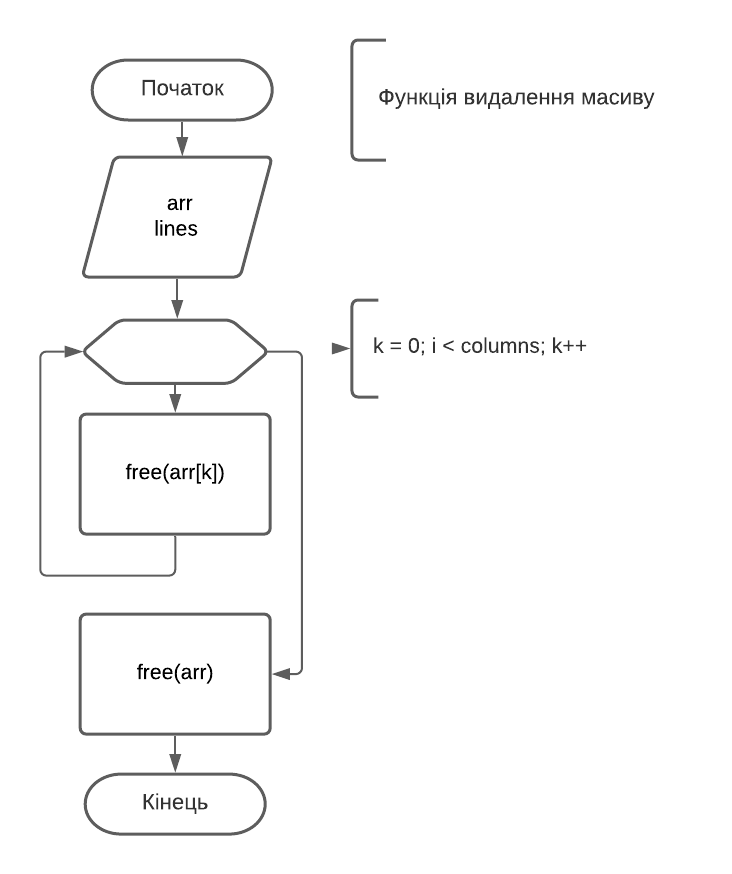 Початок
Функція видалення масиву
arr
lines
k = 0; i < columns; k++
free(arr[k])
free(arr)
Кінець